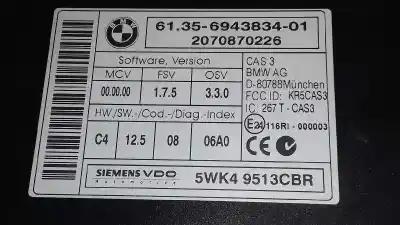 BMW
61.35-6943834-01
2070870226
Software, Version
MCV FSV OSV
00.00.00 1.7.5 3.3.0
HW./SW.-/Cod.-/Diag.-Index
C4 12.5 08 06A0
CAS 3
BMW AG
D-80788München
FCC ID: KR5CAS3
IC: 267 T - CAS3
E24 116RI - 000003
CE
SIEMENS VDO
Automotive
5WK4 9513CBR